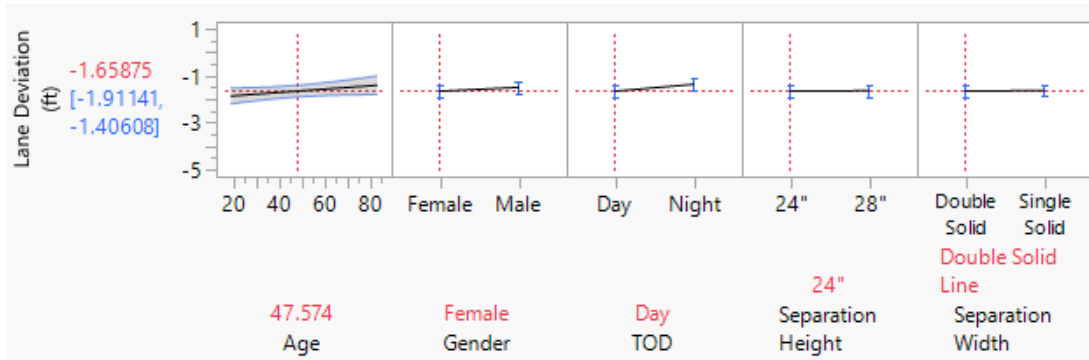 Lane Deviation
(ft)
-1.65875
[-1.91141,
-1.40608]
1
-1
-3
-5
20 40 60 80
Female Male
Day Night
24" 28"
Double Solid
Single Solid
47.574
Age
Female
Gender
Day
TOD
24"
Separation
Height
Double Solid
Line
Separation
Width